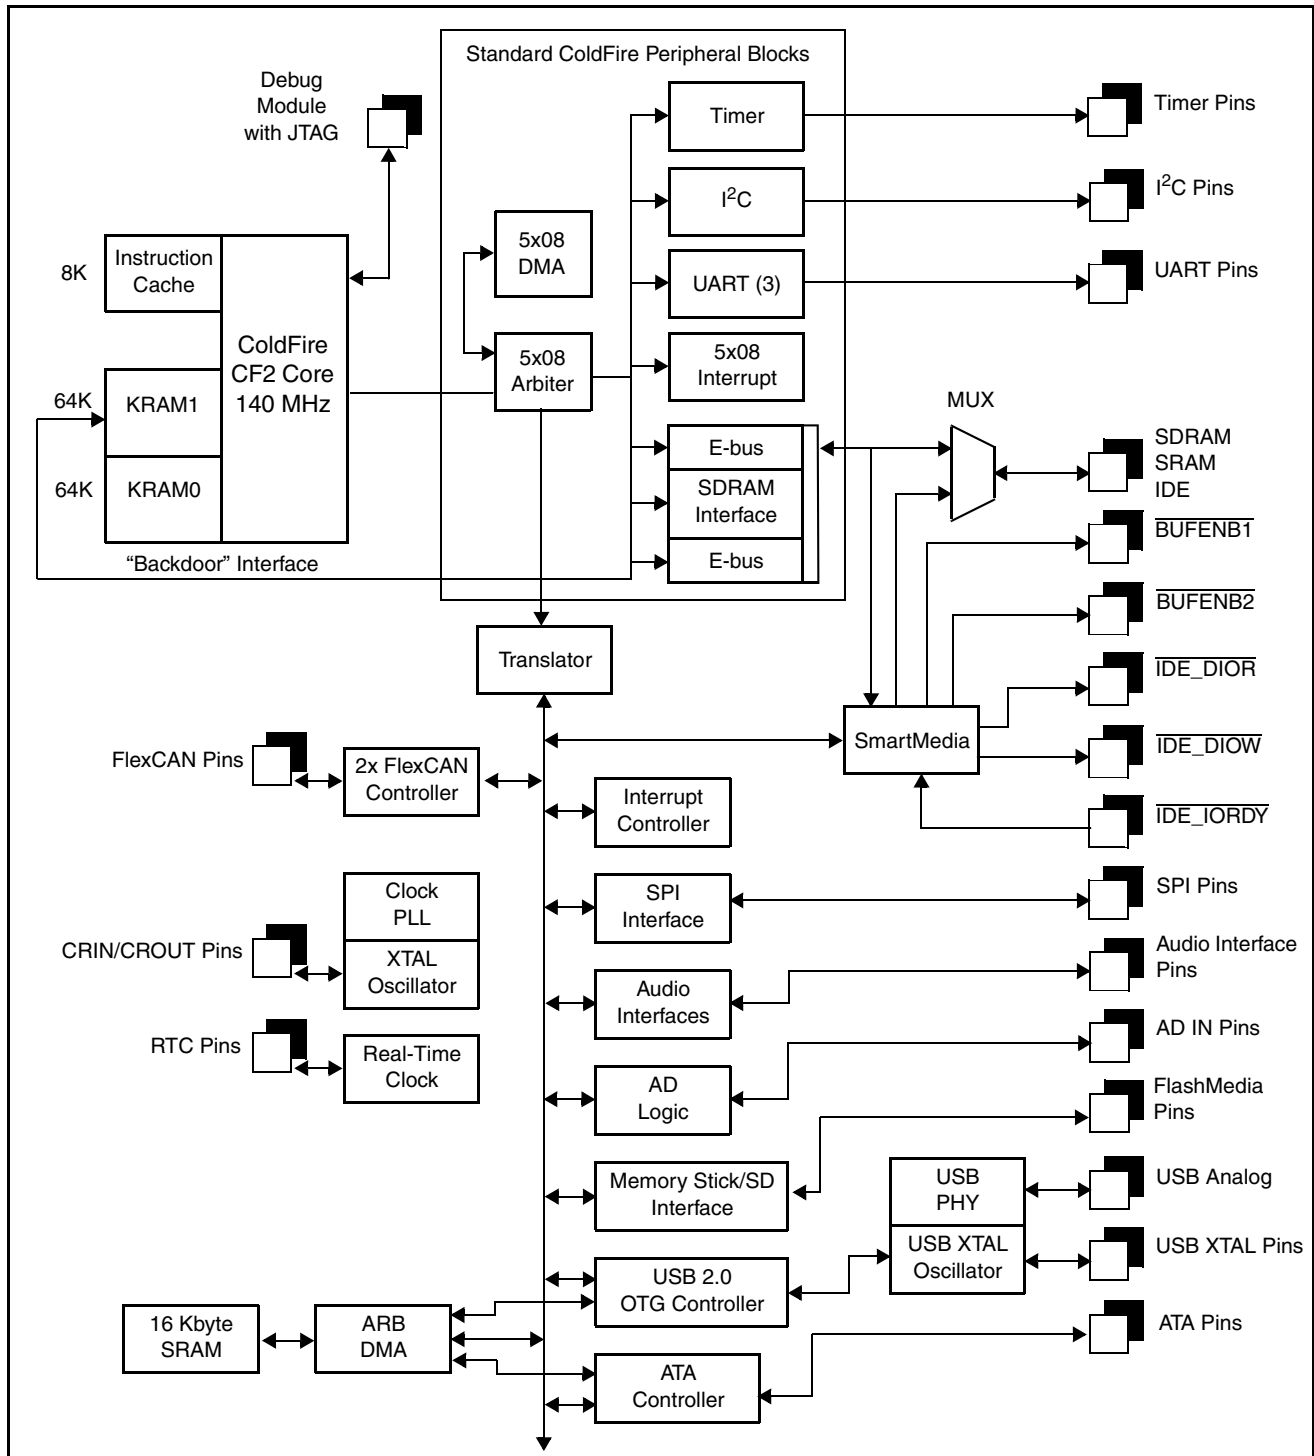 Standard ColdFire Peripheral Blocks
Debug
Module
with JTAG
Timer
Timer Pins
I²C
I²C Pins
5x08
DMA
UART (3)
UART Pins
8K
Instruction
Cache
ColdFire
CF2 Core
140 MHz
5x08
Arbiter
5x08
Interrupt
64K
KRAM1
64K
KRAM0
MUX
E-bus
SDRAM
Interface
E-bus
SDRAM
SRAM
IDE
“Backdoor” Interface
BUFENB1
BUFENB2
Translator
IDE_DIOR
SmartMedia
IDE_DIOW
IDE_IORDY
FlexCAN Pins
2x FlexCAN
Controller
Interrupt
Controller
Clock
PLL
SPI
Interface
SPI Pins
CRIN/CROUT Pins
XTAL
Oscillator
Audio
Interfaces
Audio Interface
Pins
RTC Pins
Real-Time
Clock
AD
Logic
AD IN Pins
FlashMedia
Pins
Memory Stick/SD
Interface
USB
PHY
USB Analog
USB XTAL
Oscillator
USB XTAL Pins
USB 2.0
OTG Controller
16 Kbyte
SRAM
ARB
DMA
ATA
Controller
ATA Pins